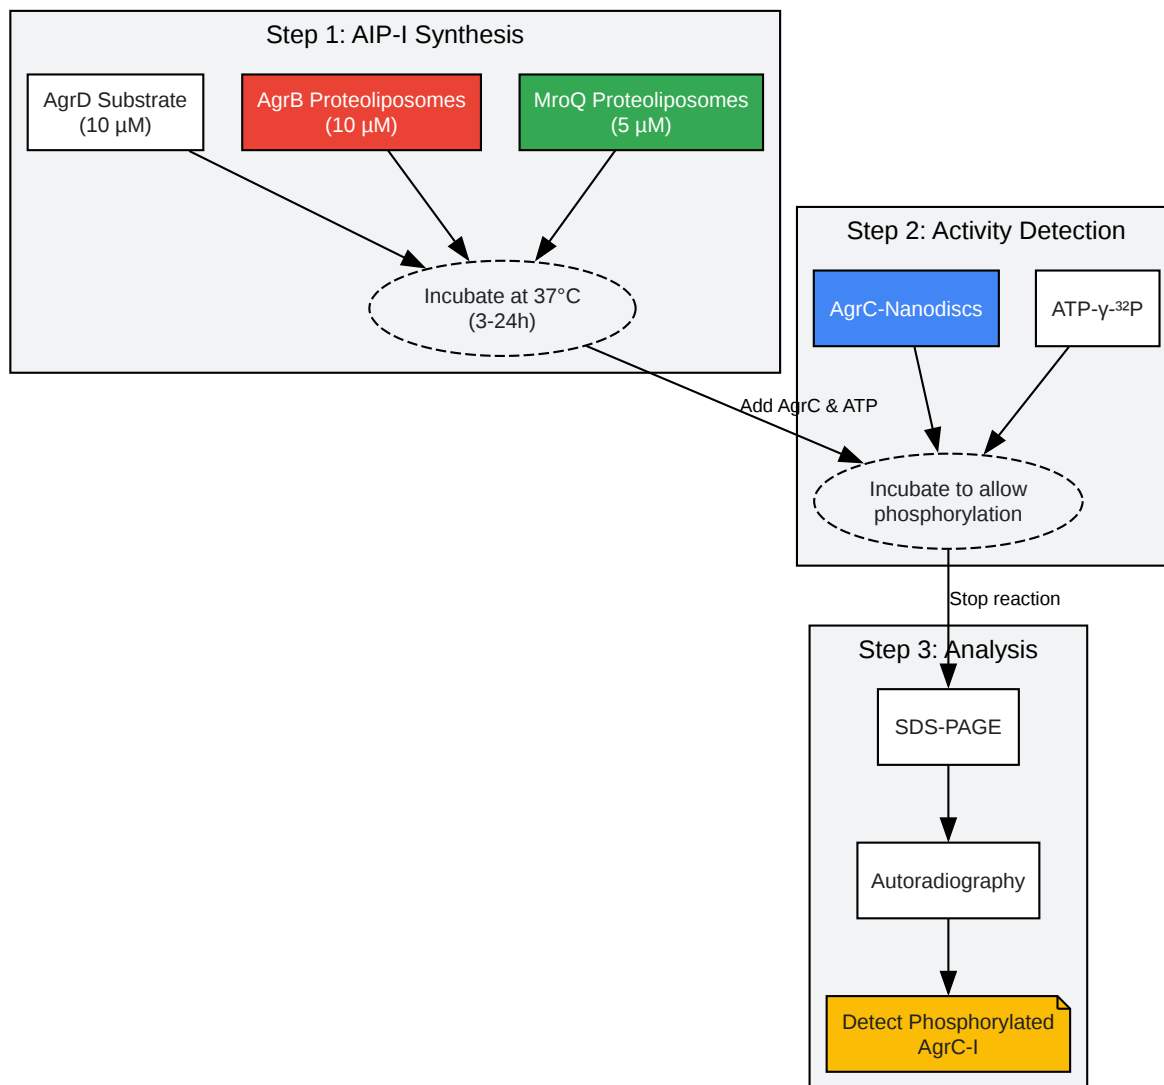 Step 1: AIP-I Synthesis
AgrD Substrate
(10 µM)
AgrB Proteoliposomes
(10 µM)
MroQ Proteoliposomes
(5 µM)
Incubate at 37°C
(3-24h)
Add AgrC & ATP
Step 2: Activity Detection
AgrC-Nanodiscs
ATP-γ-³²P
Incubate to allow
phosphorylation
Stop reaction
Step 3: Analysis
SDS-PAGE
Autoradiography
Detect Phosphorylated
AgrC-I